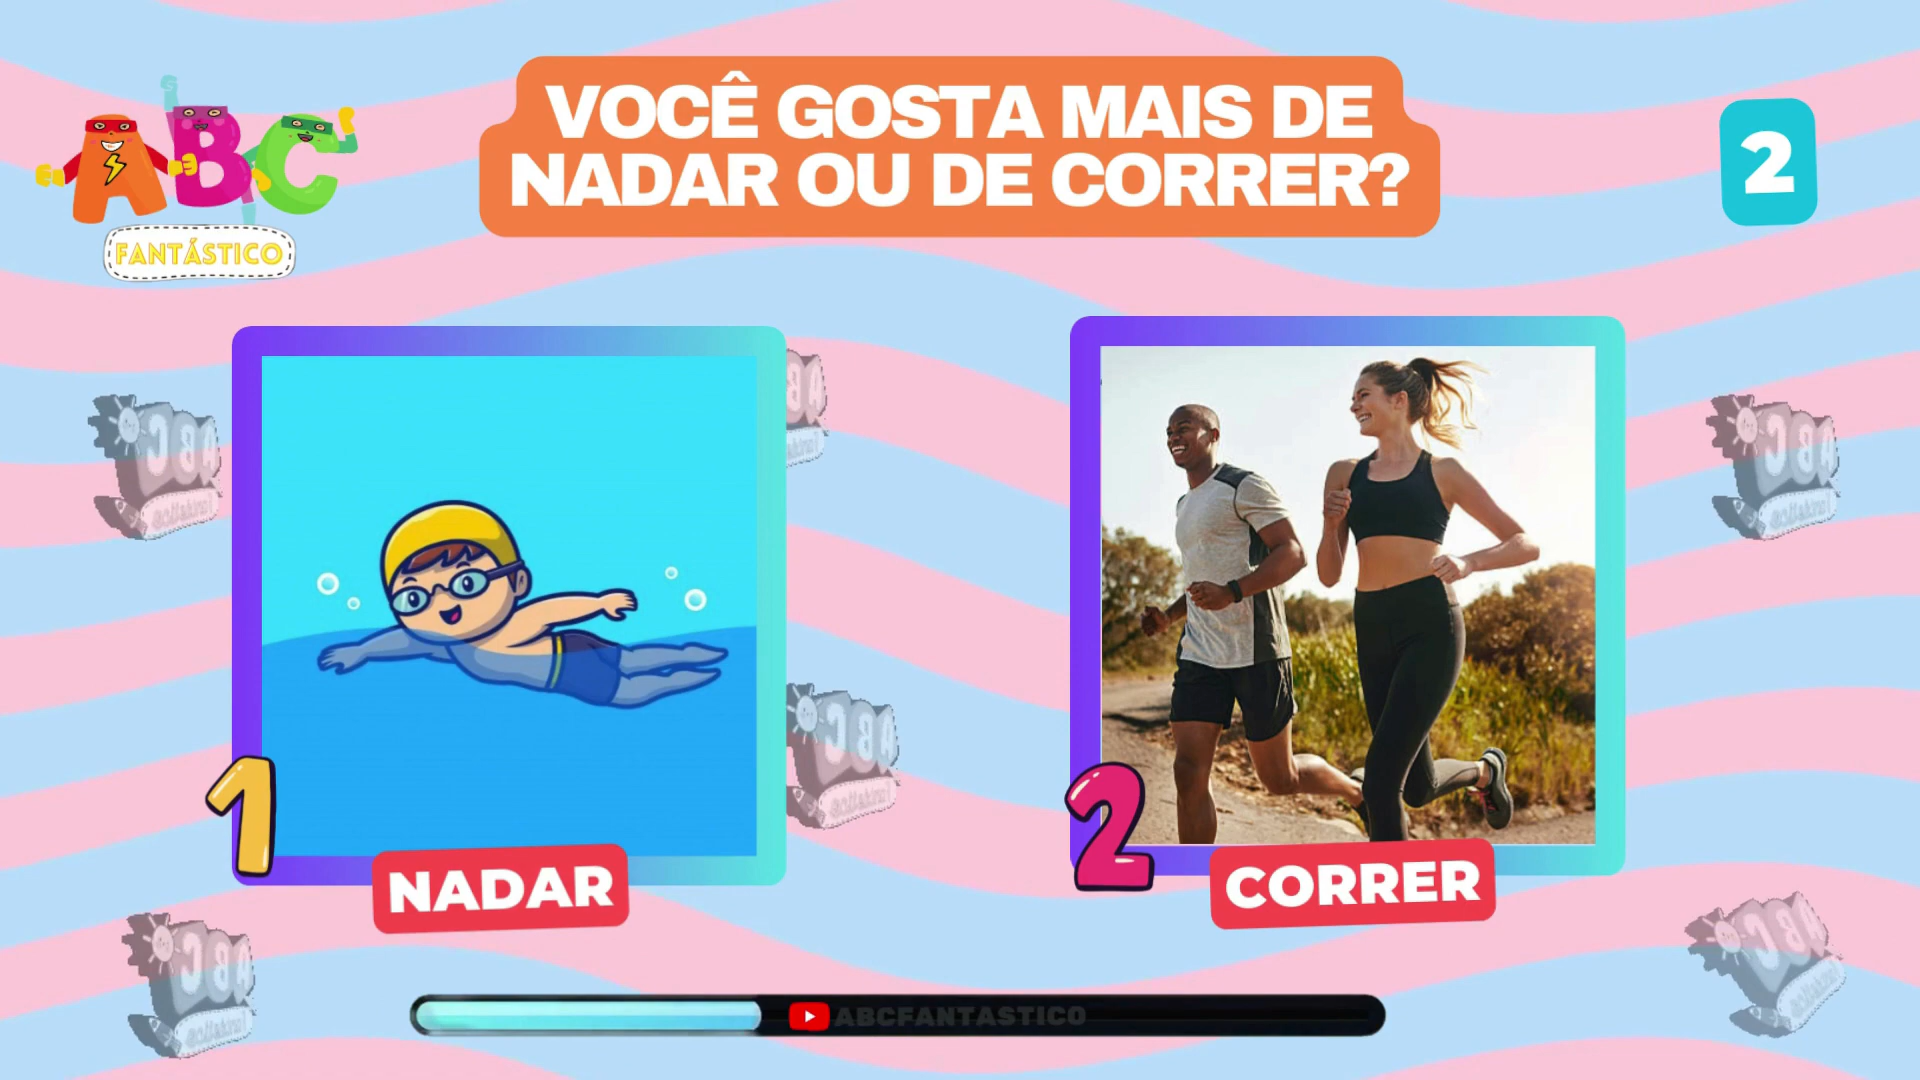 ABC
FANTÁSTICO
VOCÊ GOSTA MAIS DE
NADAR OU DE CORRER?
2
1
NADAR
2
CORRER
ABCFANTASTICO